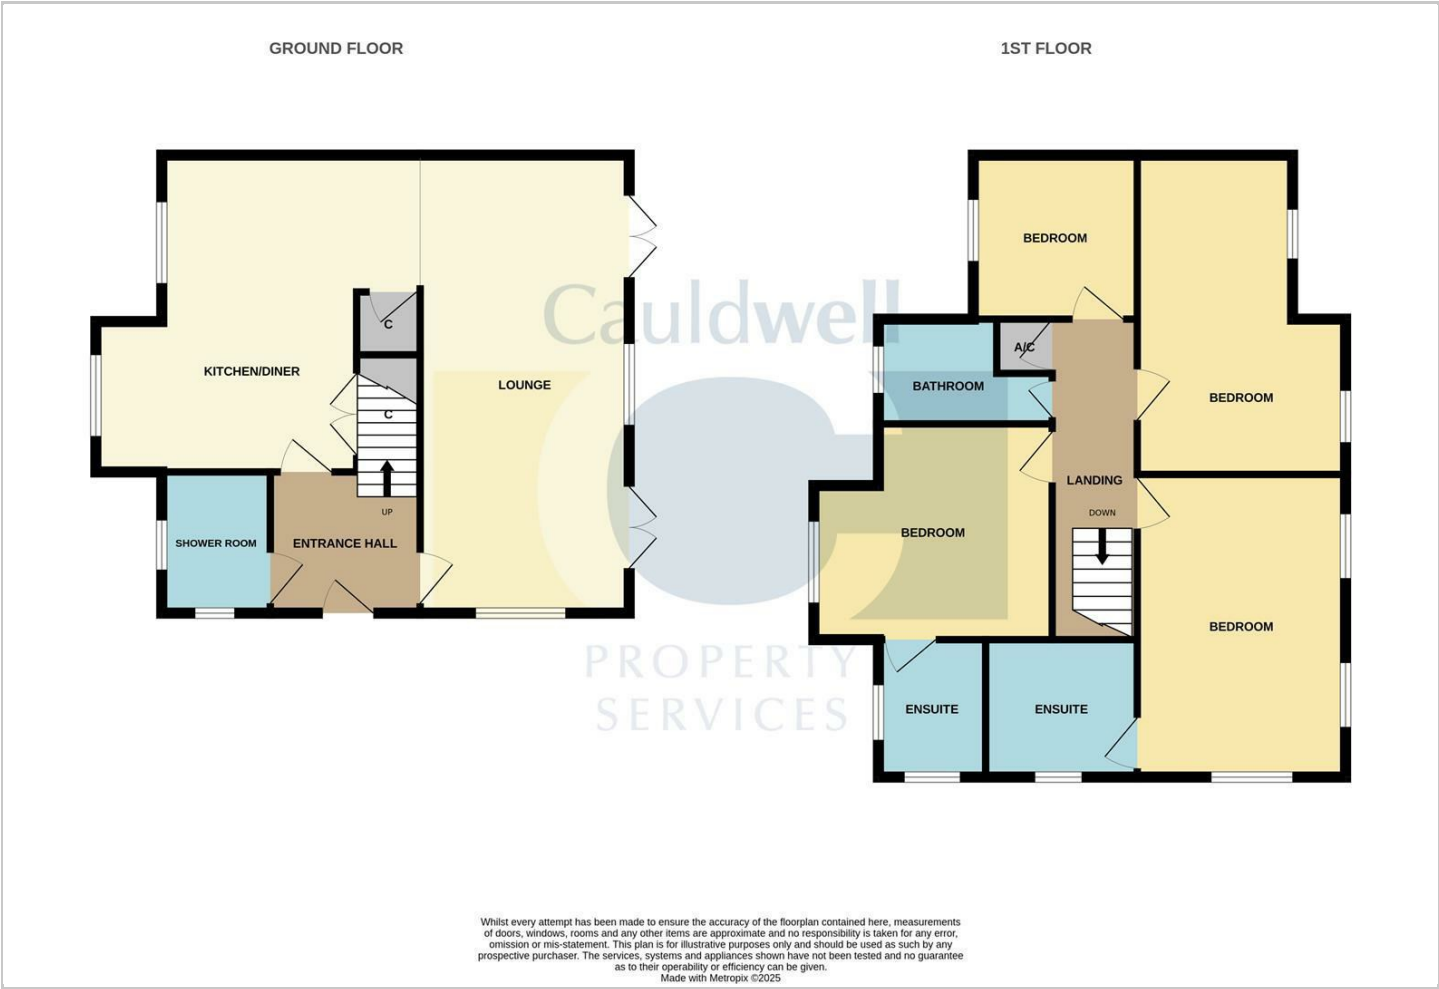 GROUND FLOOR
1ST FLOOR
BEDROOM
C
A/C
KITCHEN/DINER
LOUNGE
BATHROOM
BEDROOM
C
LANDING
UP
DOWN
SHOWER ROOM
ENTRANCE HALL
BEDROOM
BEDROOM
ENSUITE
ENSUITE
Cauldwell
PROPERTY
SERVICES
Whilst every attempt has been made to ensure the accuracy of the floorplan contained here, measurements
of doors, windows, rooms and any other items are approximate and no responsibility is taken for any error,
omission or mis-statement. This plan is for illustrative purposes only and should be used as such by any
prospective purchaser. The services, systems and appliances shown have not been tested and no guarantee
as to their operability or efficiency can be given.
Made with Metropix ©2025